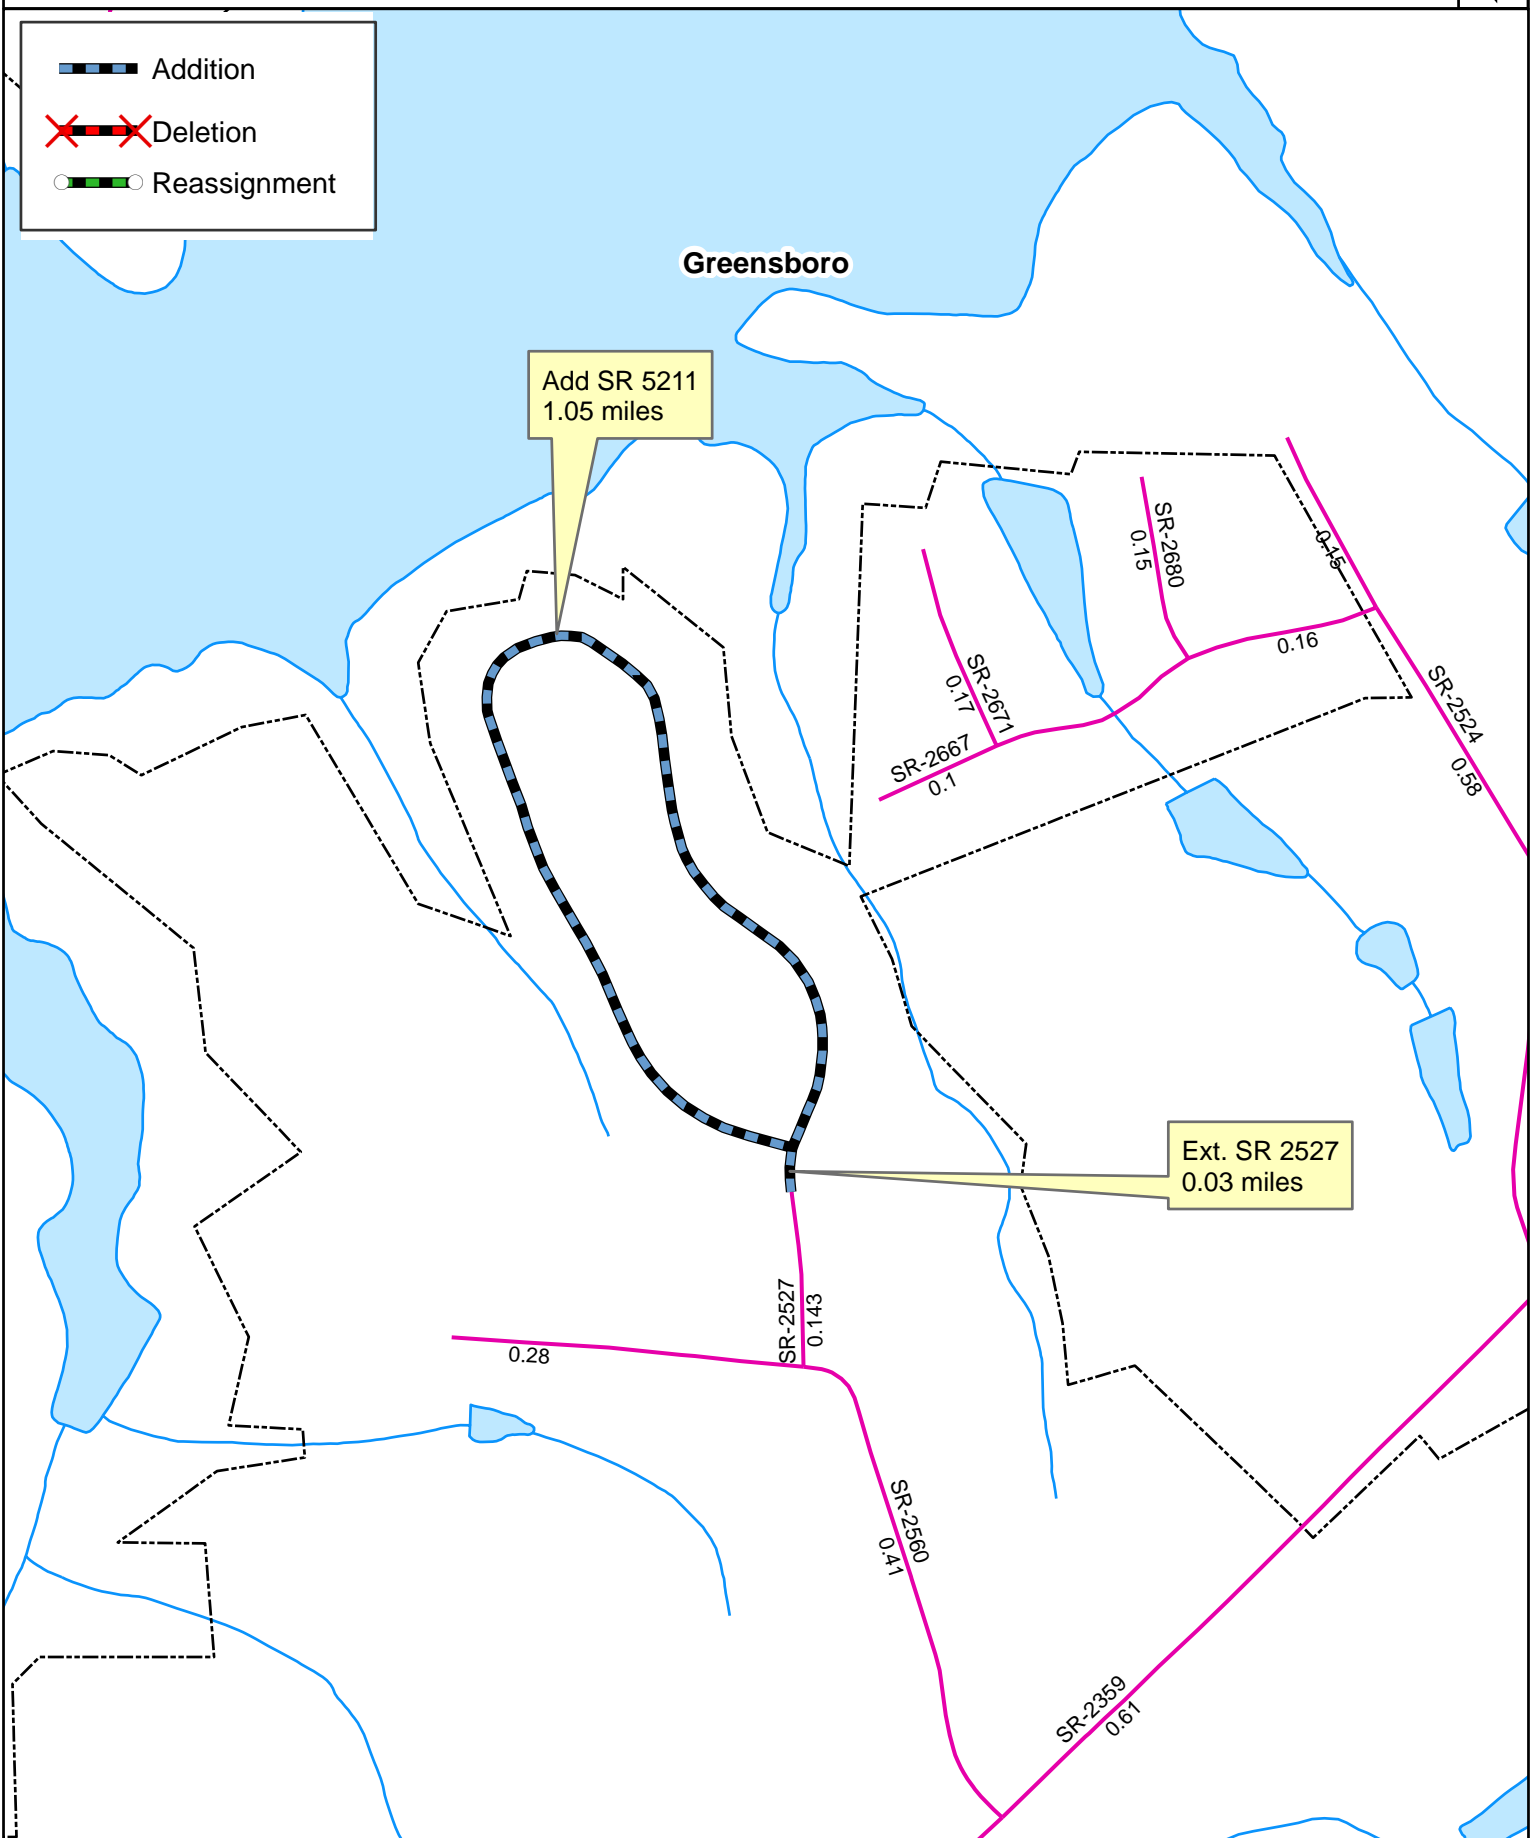 Addition
Deletion
Reassignment
Greensboro
Add SR 5211
1.05 miles
SR-2680
0.15
0.15
0.16
SR-2671
0.17
SR-2667
0.1
SR-2524
0.58
Ext. SR 2527
0.03 miles
SR-2527
0.143
0.28
SR-2560
0.41
SR-2359
0.61